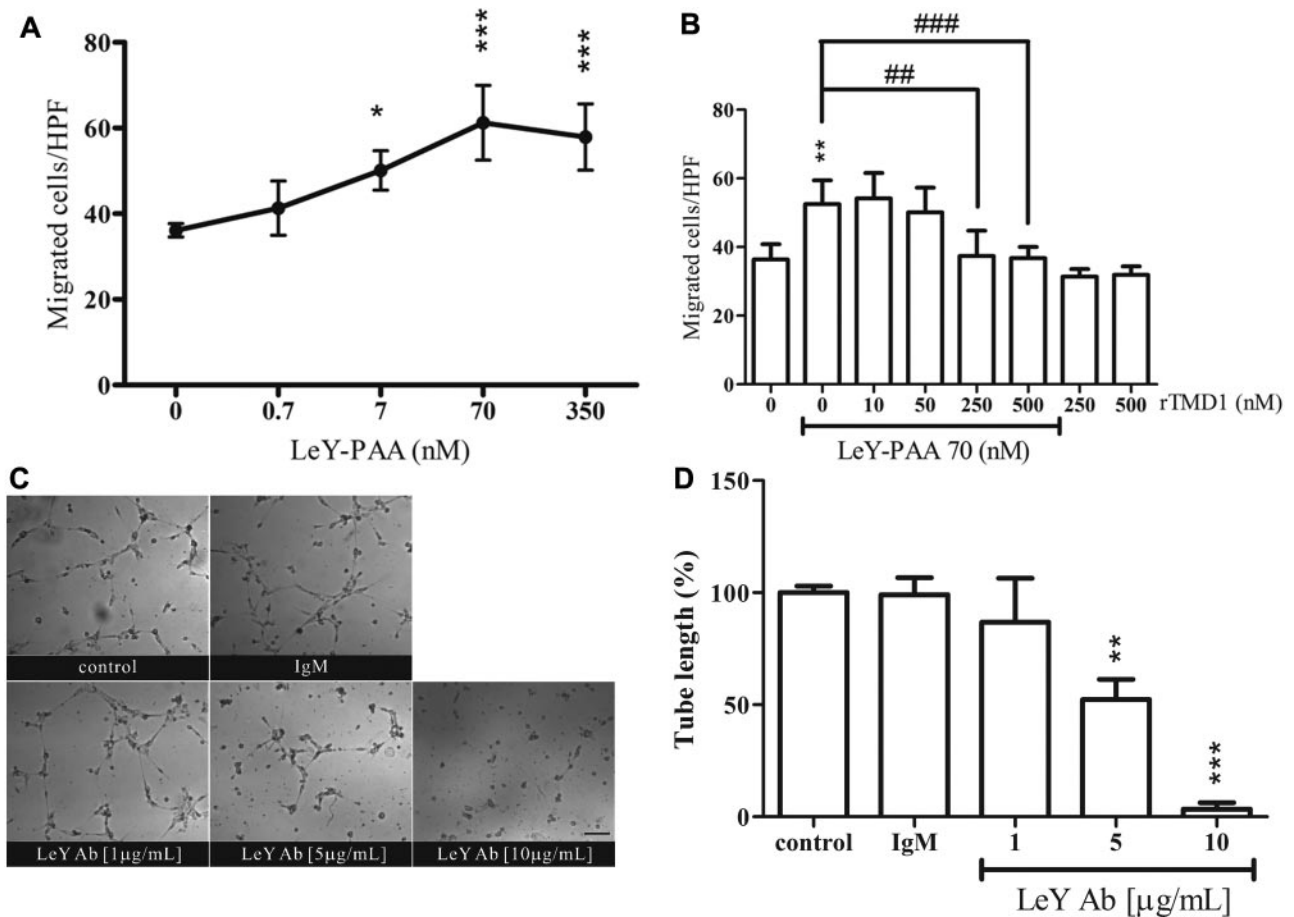 A
Migrated cells/HPF
80
60
40
20
0
*
***
***
0 0.7 7 70 350
LeY-PAA (nM)
B
Migrated cells/HPF
80
60
40
20
0
###
##
**
0 0 10 50 250 500 250 500 rTMD1 (nM)
LeY-PAA 70 (nM)
C
control IgM
LeY Ab [1μg/mL] LeY Ab [5μg/mL] LeY Ab [10μg/mL]
D
Tube length (%)
150
100
50
0
**
***
control IgM 1 5 10
LeY Ab [μg/mL]